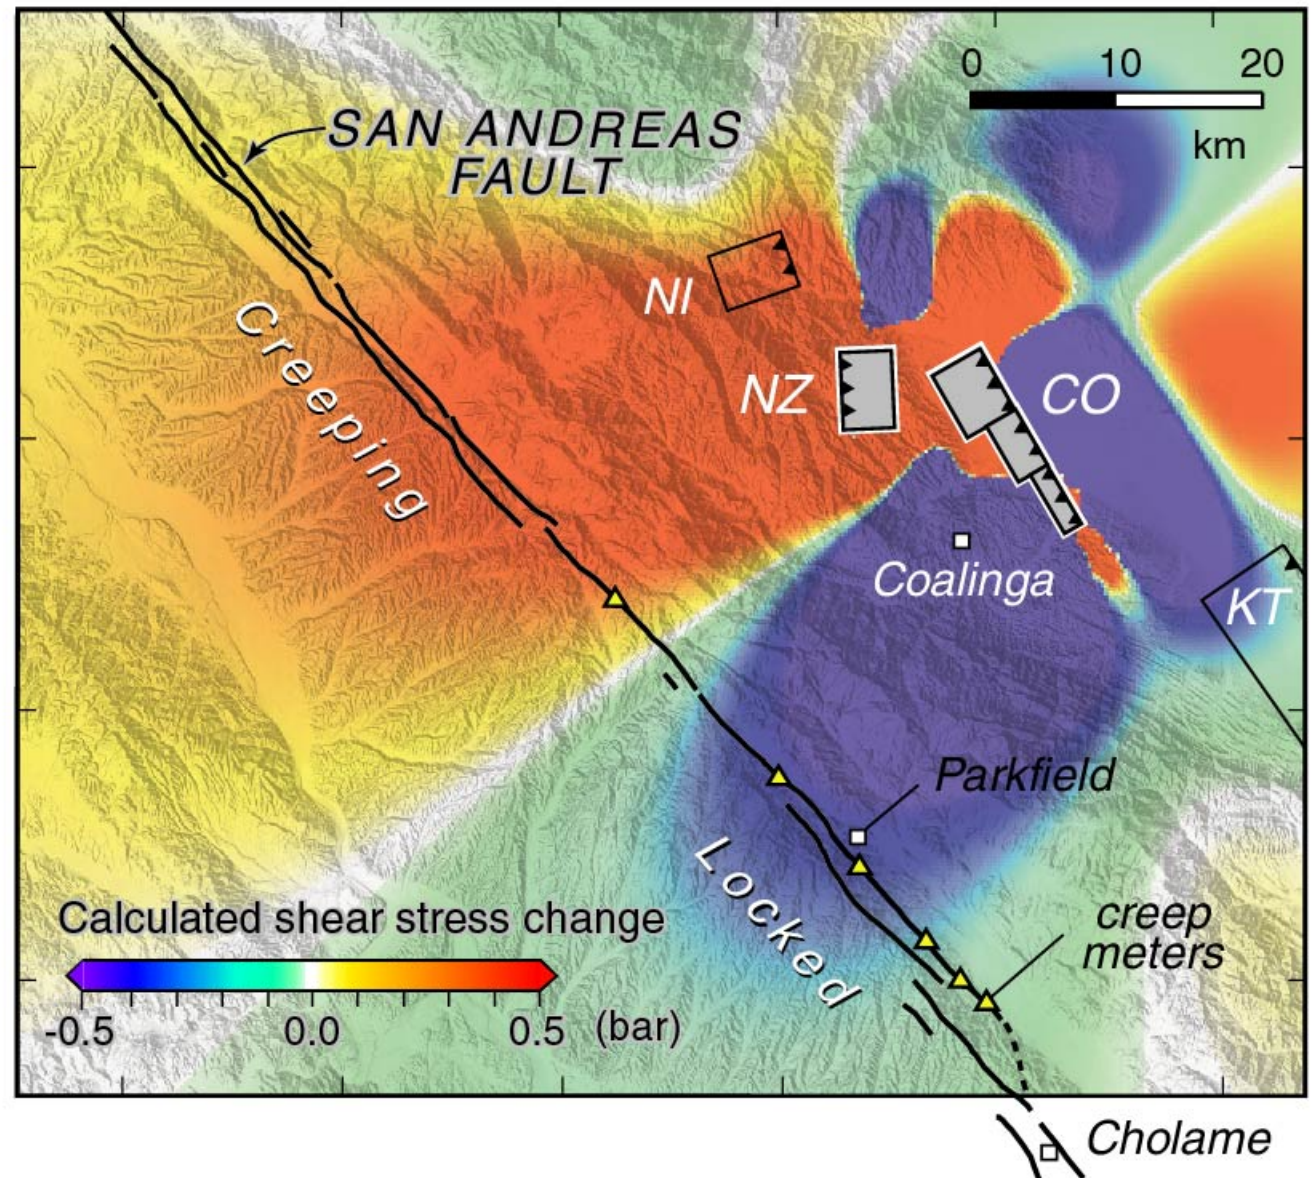 0 10 20
km
SAN ANDREAS
FAULT
NI
NZ
CO
Creeping
Coalinga
KT
Parkfield
Locked
creep
meters
Calculated shear stress change
-0.5 0.0 0.5 (bar)
Cholame